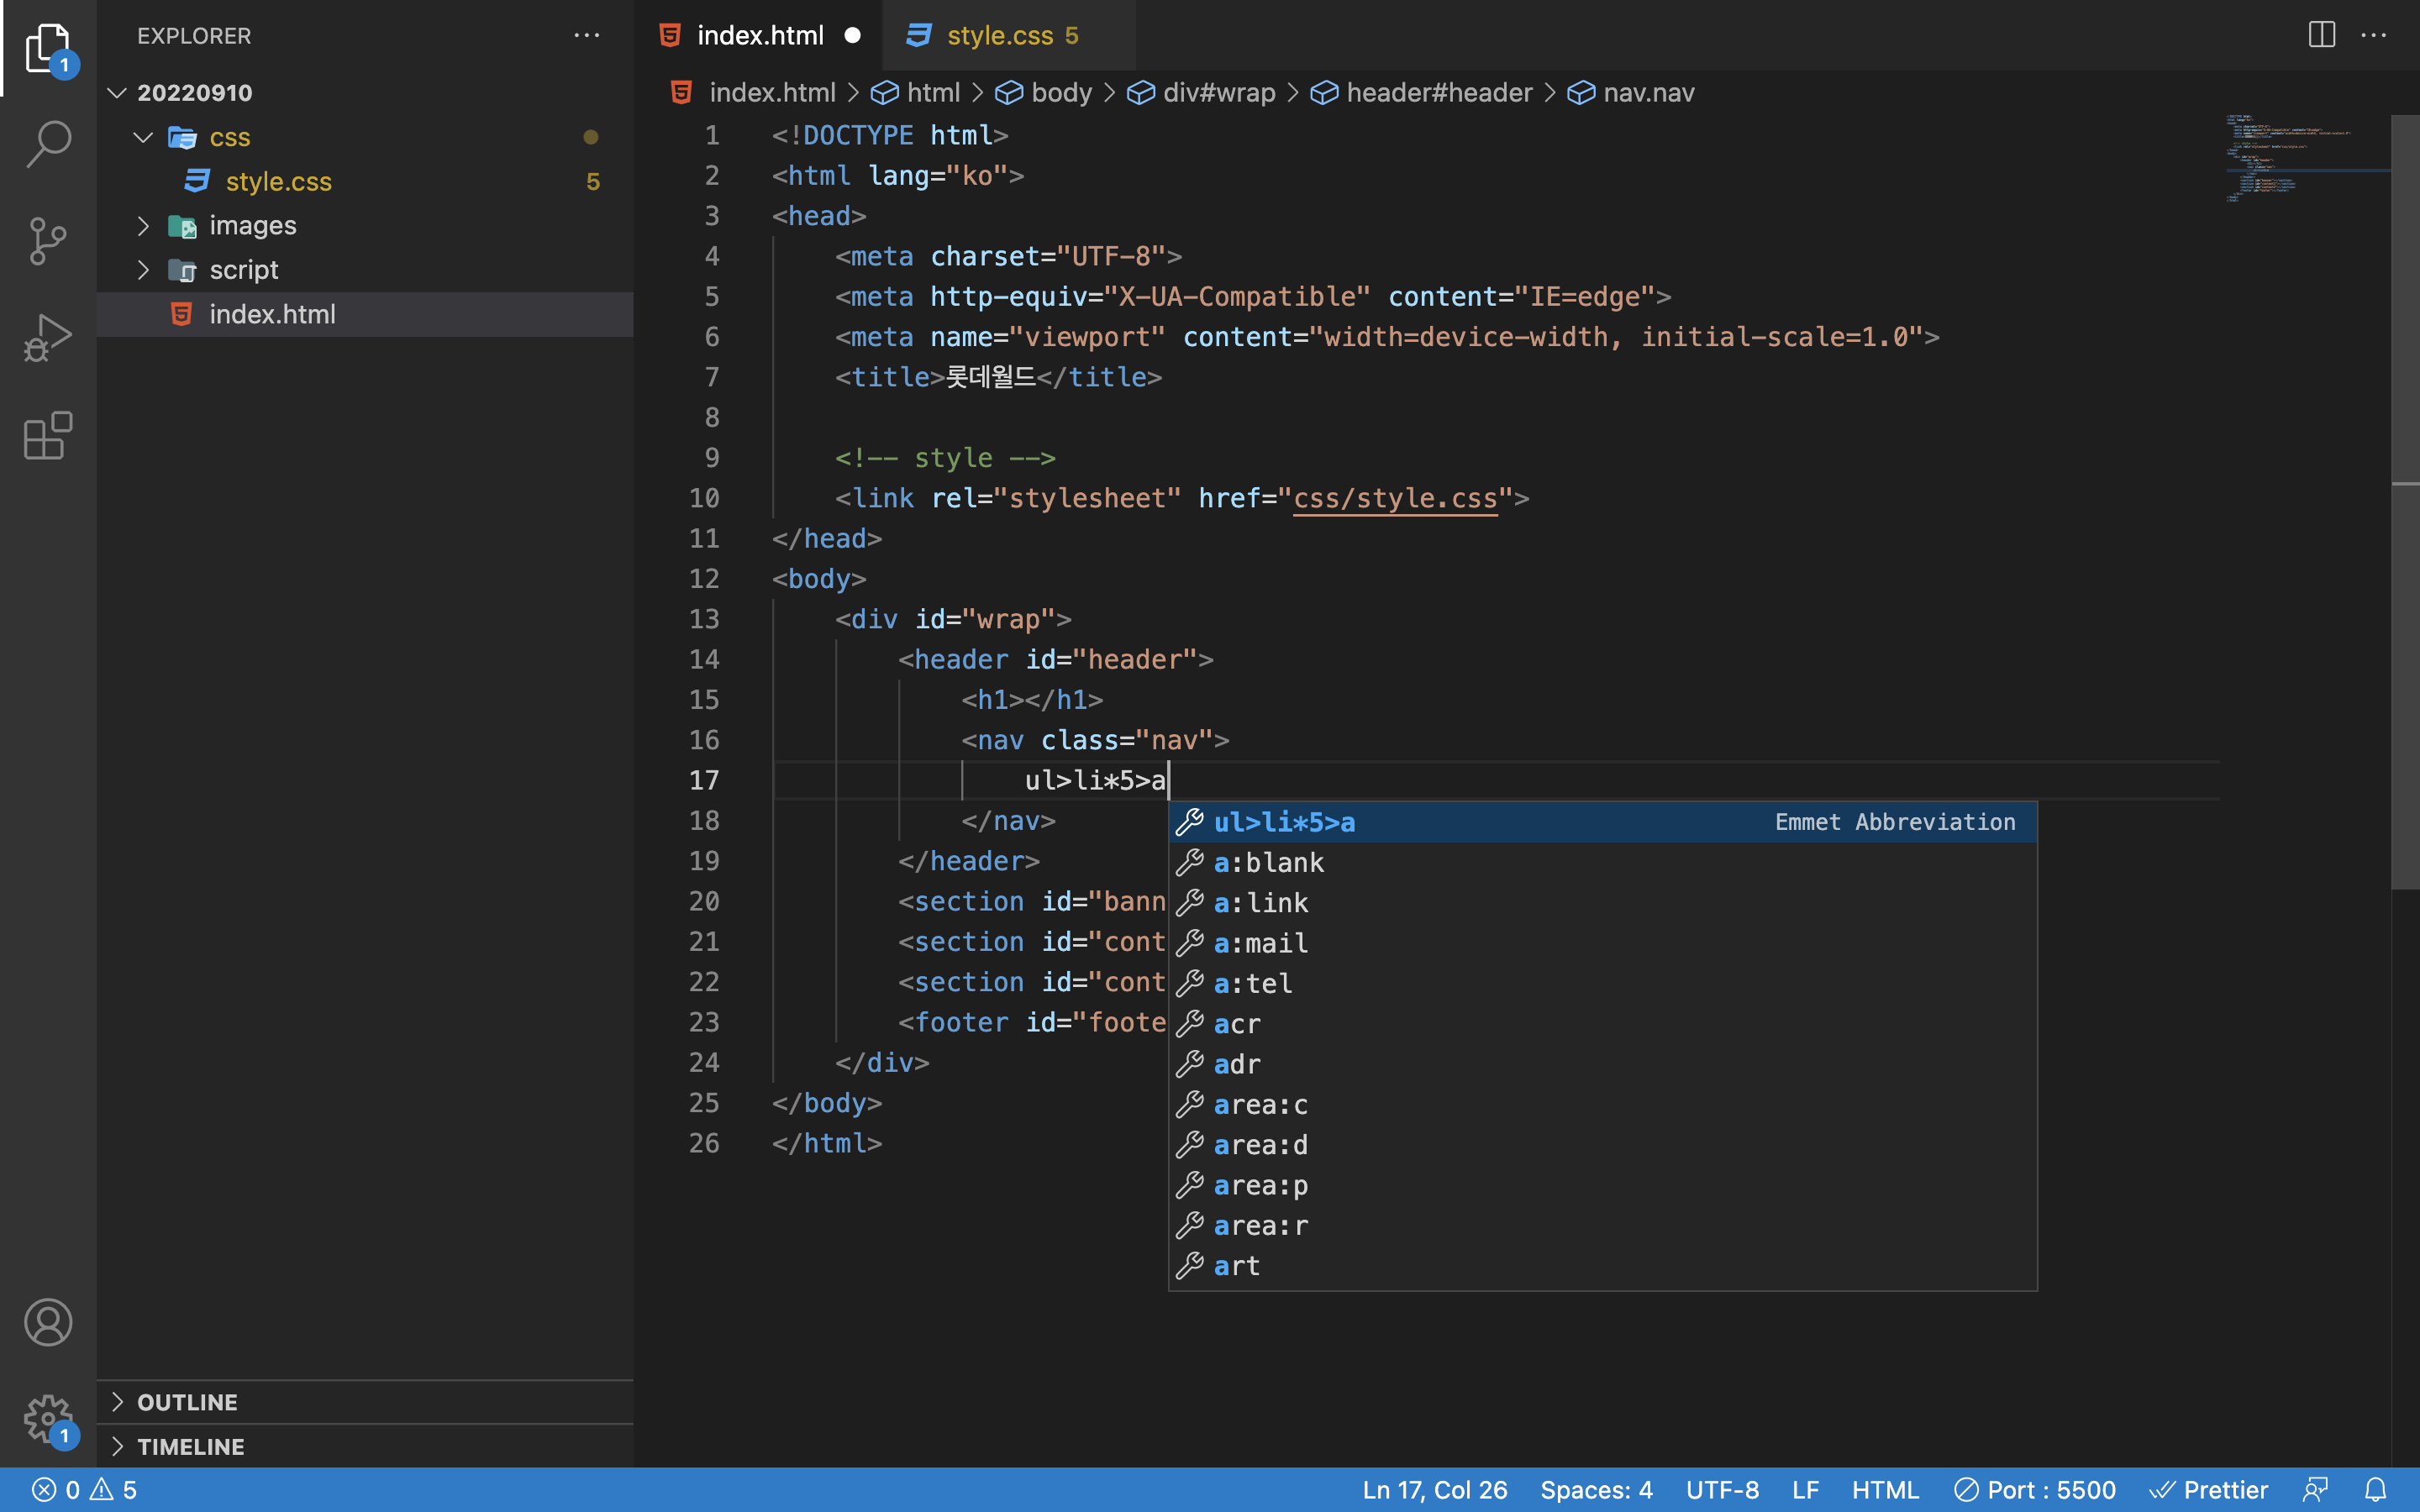 EXPLORER
1
20220910
css
style.css 5
images
script
index.html
OUTLINE
TIMELINE
1
index.html
style.css 5
index.html > html > body > div#wrap > header#header > nav.nav
1 <!DOCTYPE html>
2 <html lang="ko">
3 <head>
4 <meta charset="UTF-8">
5 <meta http-equiv="X-UA-Compatible" content="IE=edge">
6 <meta name="viewport" content="width=device-width, initial-scale=1.0">
7 <title>롯데월드</title>
8
9 <!-- style -->
10 <link rel="stylesheet" href="css/style.css">
11 </head>
12 <body>
13 <div id="wrap">
14 <header id="header">
15 <h1></h1>
16 <nav class="nav">
17 ul>li*5>a
18 </nav>
19 </header>
20 <section id="bann
21 <section id="cont
22 <section id="cont
23 <footer id="foote
24 </div>
25 </body>
26 </html>
ul>li*5>a Emmet Abbreviation
a:blank
a:link
a:mail
a:tel
acr
adr
area:c
area:d
area:p
area:r
art
0 5
Ln 17, Col 26 Spaces: 4 UTF-8 LF HTML Port : 5500 Prettier